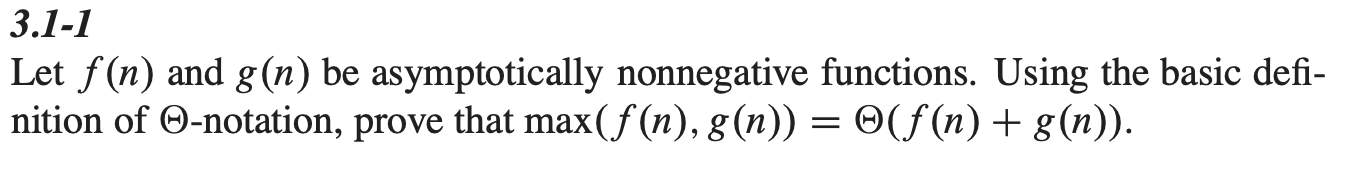 3.1-1
Let f(n) and g(n) be asymptotically nonnegative functions. Using the basic defi-
nition of Θ-notation, prove that max(f(n), g(n)) = Θ(f(n) + g(n)).